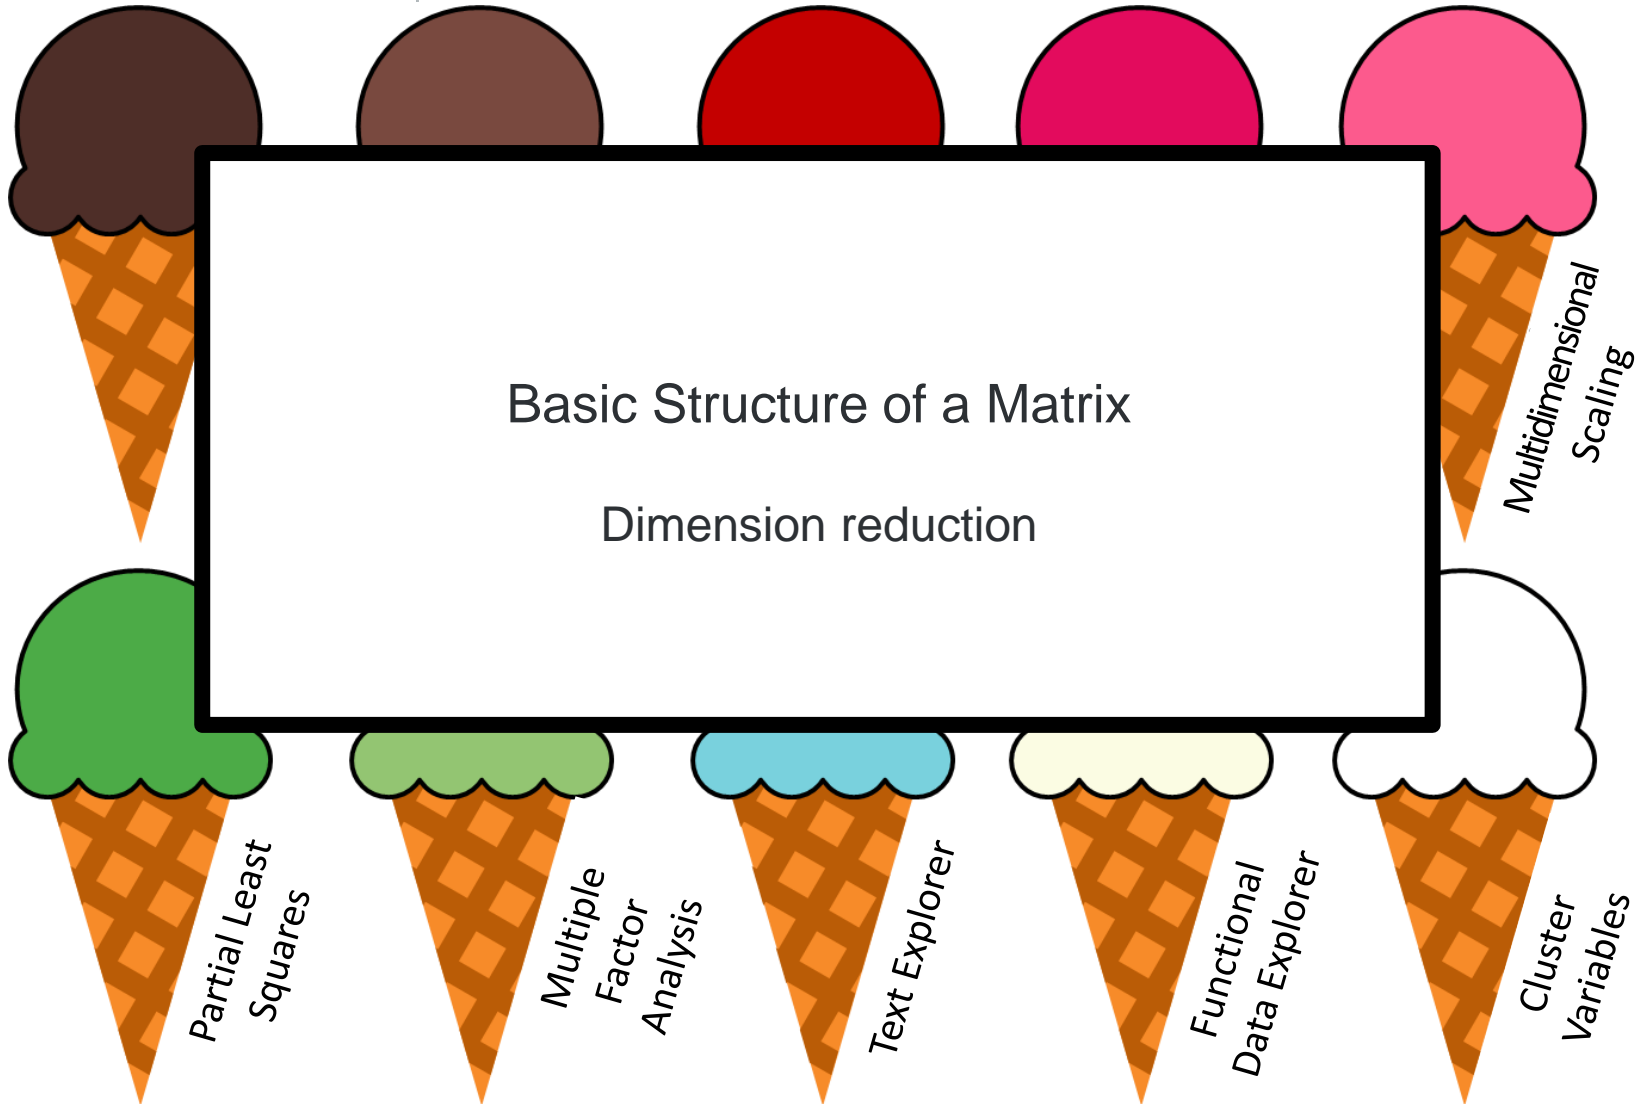 Basic Structure of a Matrix
Dimension reduction
Multidimensional
Scaling
Partial Least
Squares
Multiple
Factor
Analysis
Text Explorer
Functional
Data Explorer
Cluster
Variables